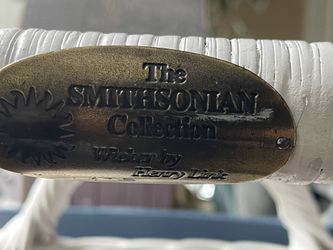 The
SMITHSONIAN
Collection
Wicker by
Henry Link